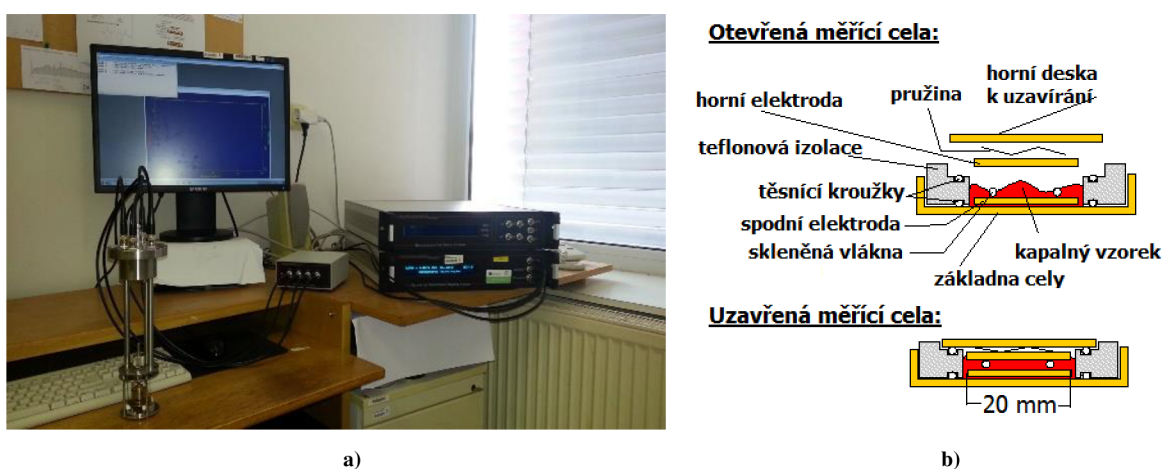 Otevřená měřící cela:
horní deska
k uzavírání
pružina
horní elektroda
teflonová izolace
těsnící kroužky
spodní elektroda
skleněná vlákna
kapalný vzorek
základna cely
Uzavřená měřící cela:
20 mm
a)
b)